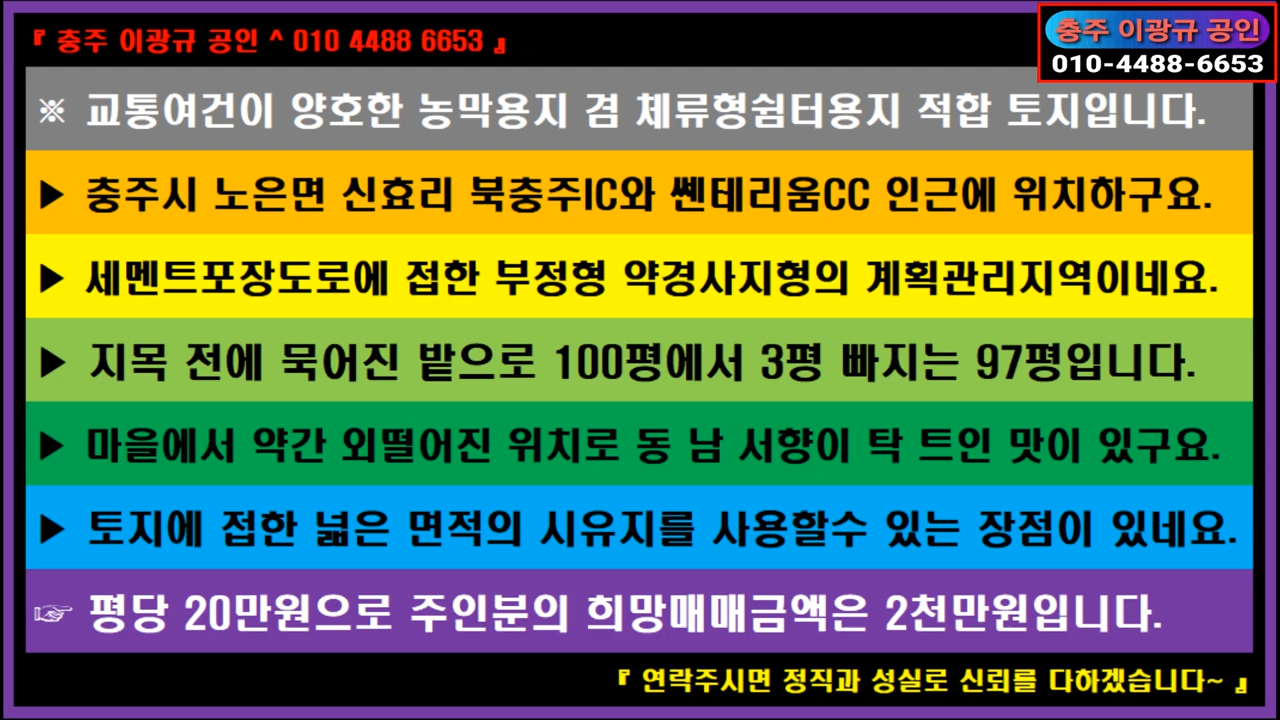 『 충주 이광규 공인 ^ 010 4488 6653 』
충주 이광규 공인
010-4488-6653
※ 교통여건이 양호한 농막용지 겸 체류형쉼터용지 적합 토지입니다.
▶ 충주시 노은면 신효리 북충주IC와 쎈테리움CC 인근에 위치하구요.
▶ 세멘트포장도로에 접한 부정형 약경사지형의 계획관리지역이네요.
▶ 지목 전에 묵어진 밭으로 100평에서 3평 빠지는 97평입니다.
▶ 마을에서 약간 외떨어진 위치로 동 남 서향이 탁 트인 맛이 있구요.
▶ 토지에 접한 넓은 면적의 시유지를 사용할수 있는 장점이 있네요.
☞ 평당 20만원으로 주인분의 희망매매금액은 2천만원입니다.
『 연락주시면 정직과 성실로 신뢰를 다하겠습니다~ 』